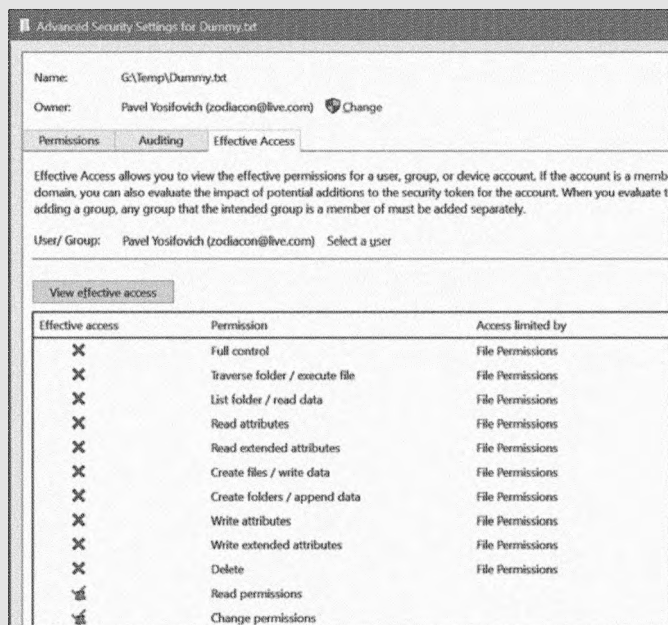 Advanced Security Settings for Dummy.txt
Name: G:\Temp\Dummy.txt
Owner: Pavel Yosifovich (zodiacon@live.com) Change
Permissions Auditing Effective Access
Effective Access allows you to view the effective permissions for a user, group, or device account. If the account is a memb
domain, you can also evaluate the impact of potential additions to the security token for the account. When you evaluate t
adding a group, any group that the intended group is a member of must be added separately.
User/ Group: Pavel Yosifovich (zodiacon@live.com) Select a user
View effective access
Effective access Permission Access limited by
Full control File Permissions
Traverse folder / execute file File Permissions
List folder / read data File Permissions
Read attributes File Permissions
Read extended attributes File Permissions
Create files / write data File Permissions
Create folders / append data File Permissions
Write attributes File Permissions
Write extended attributes File Permissions
Delete File Permissions
Read permissions
Change permissions